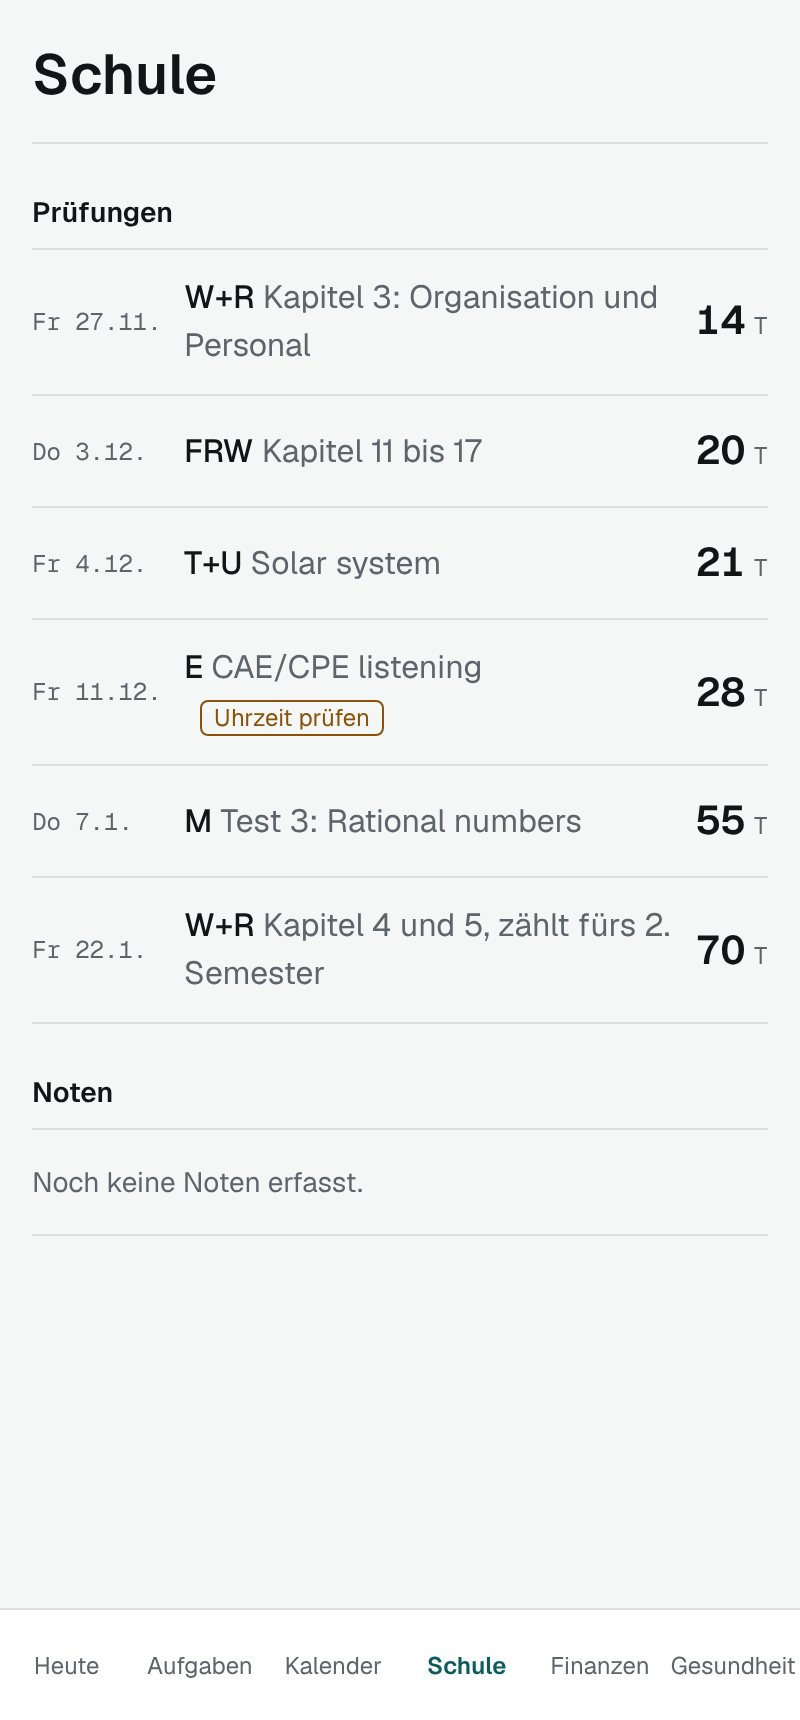 Schule
Prüfungen
Fr 27.11. W+R Kapitel 3: Organisation und Personal 14 T
Do 3.12. FRW Kapitel 11 bis 17 20 T
Fr 4.12. T+U Solar system 21 T
Fr 11.12. E CAE/CPE listening 28 T
Uhrzeit prüfen
Do 7.1. M Test 3: Rational numbers 55 T
Fr 22.1. W+R Kapitel 4 und 5, zählt fürs 2. Semester 70 T
Noten
Noch keine Noten erfasst.
Heute Aufgaben Kalender Schule Finanzen Gesundheit